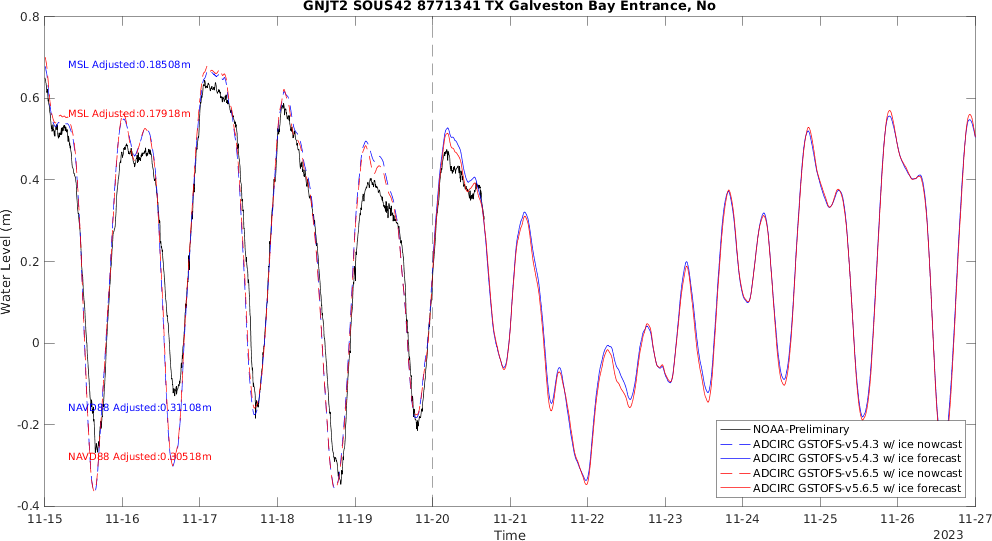 GNJT2 SOUS42 8771341 TX Galveston Bay Entrance, No
0.8
0.6
0.4
0.2
0
-0.2
-0.4
Water Level (m)
MSL Adjusted:0.18508m
MSL Adjusted:0.17918m
NAVD88 Adjusted:0.31108m
NAVD88 Adjusted:0.30518m
NOAA-Preliminary
ADCIRC GSTOFS-v5.4.3 w/ ice nowcast
ADCIRC GSTOFS-v5.4.3 w/ ice forecast
ADCIRC GSTOFS-v5.6.5 w/ ice nowcast
ADCIRC GSTOFS-v5.6.5 w/ ice forecast
11-15 11-16 11-17 11-18 11-19 11-20 11-21 11-22 11-23 11-24 11-25 11-26 11-27
Time
2023